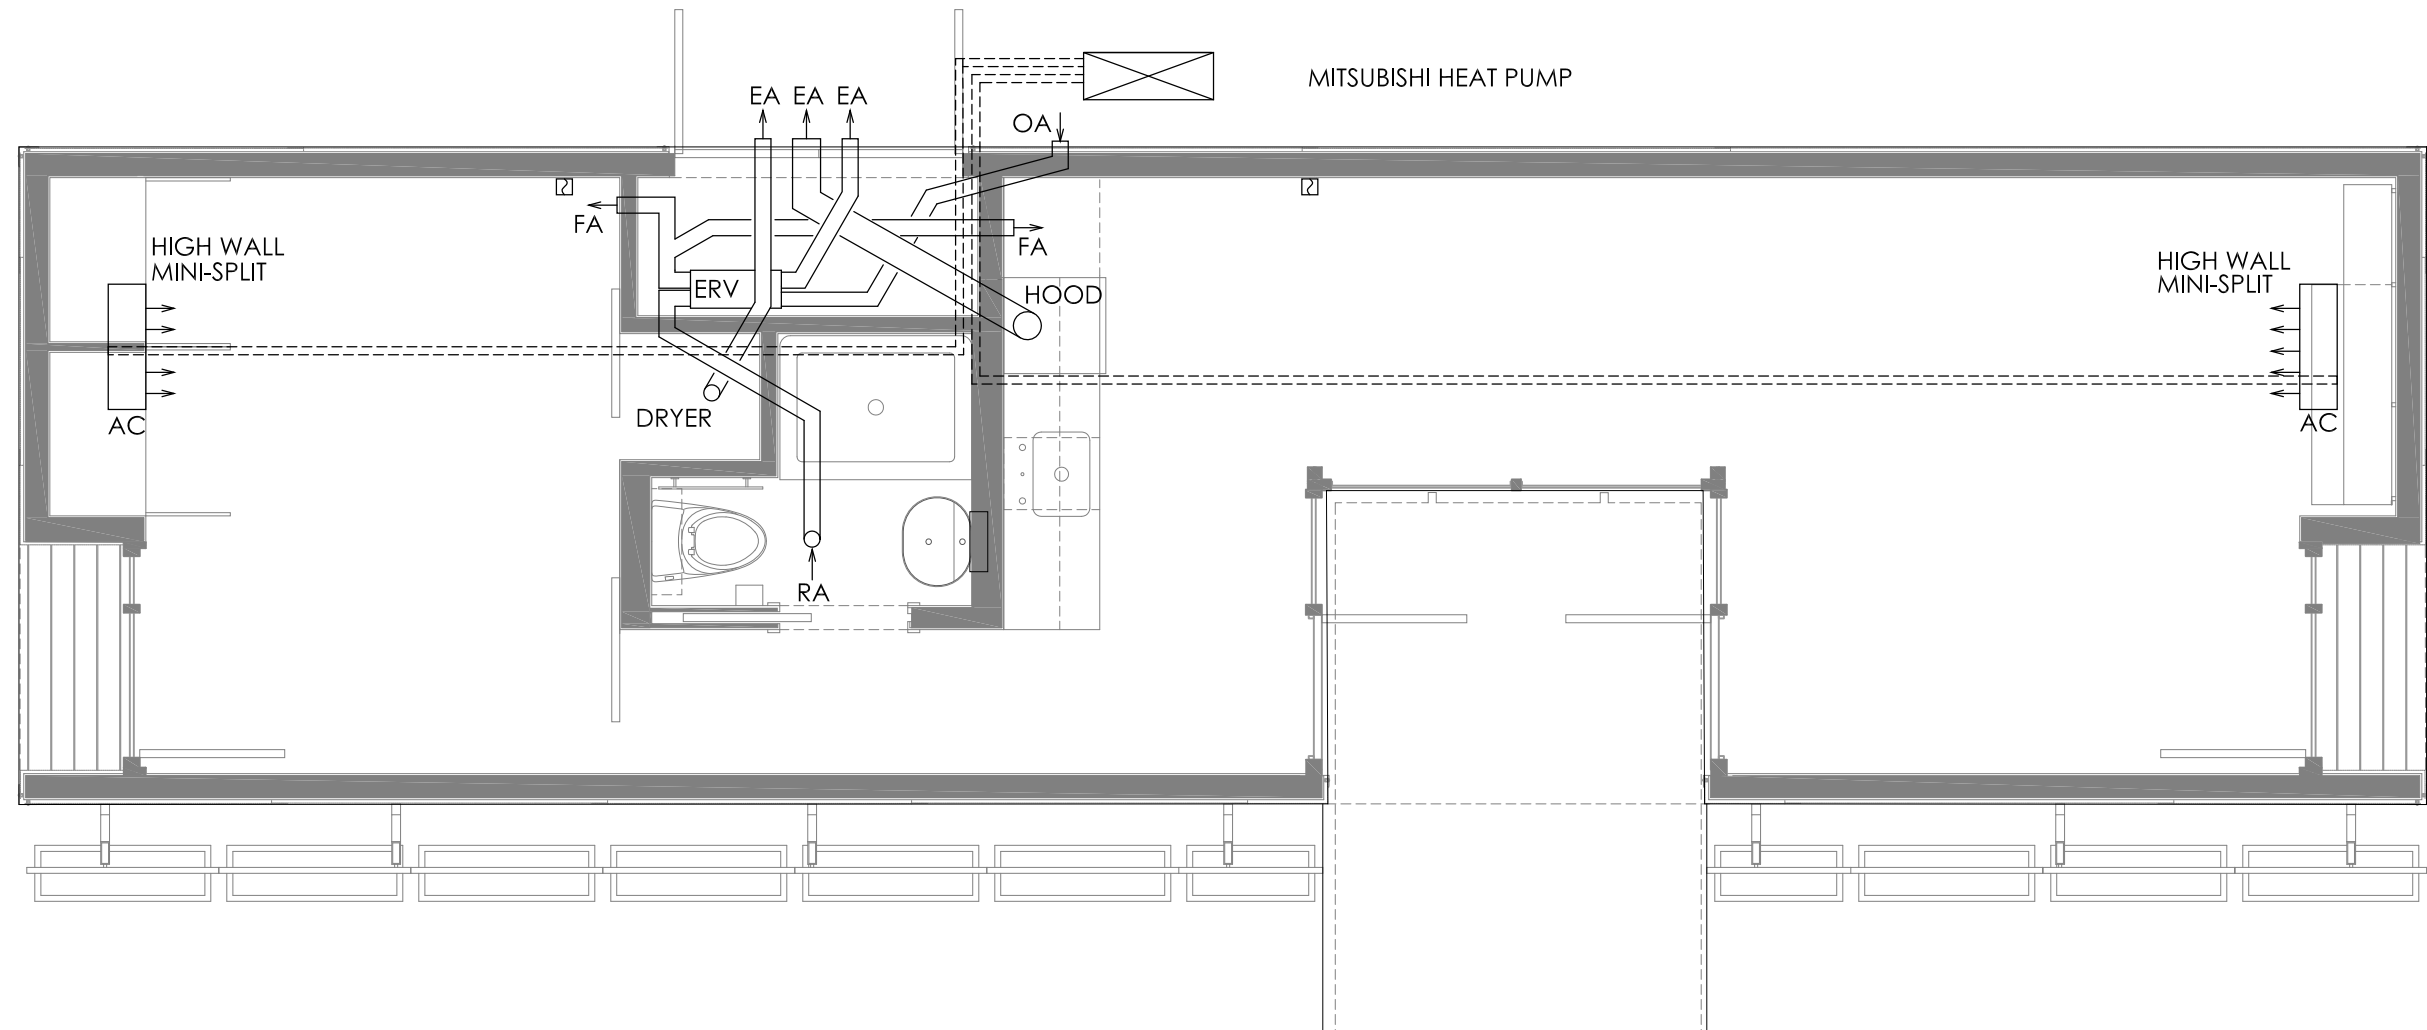 MITSUBISHI HEAT PUMP
EA EA EA
OA
FA
FA
HIGH WALL
MINI-SPLIT
HIGH WALL
MINI-SPLIT
ERV
HOOD
DRYER
AC
AC
RA